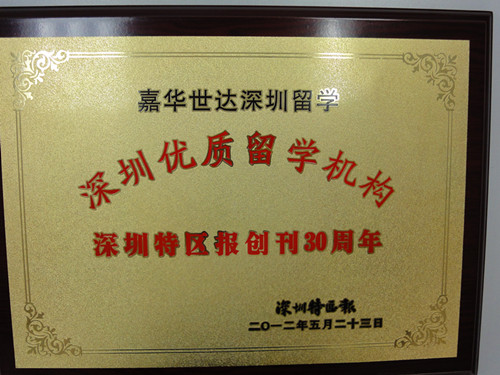 嘉华世达深圳留学
深圳优质留学机构
深圳特区报创刊30周年
深圳特区报
二〇一二年五月二十三日